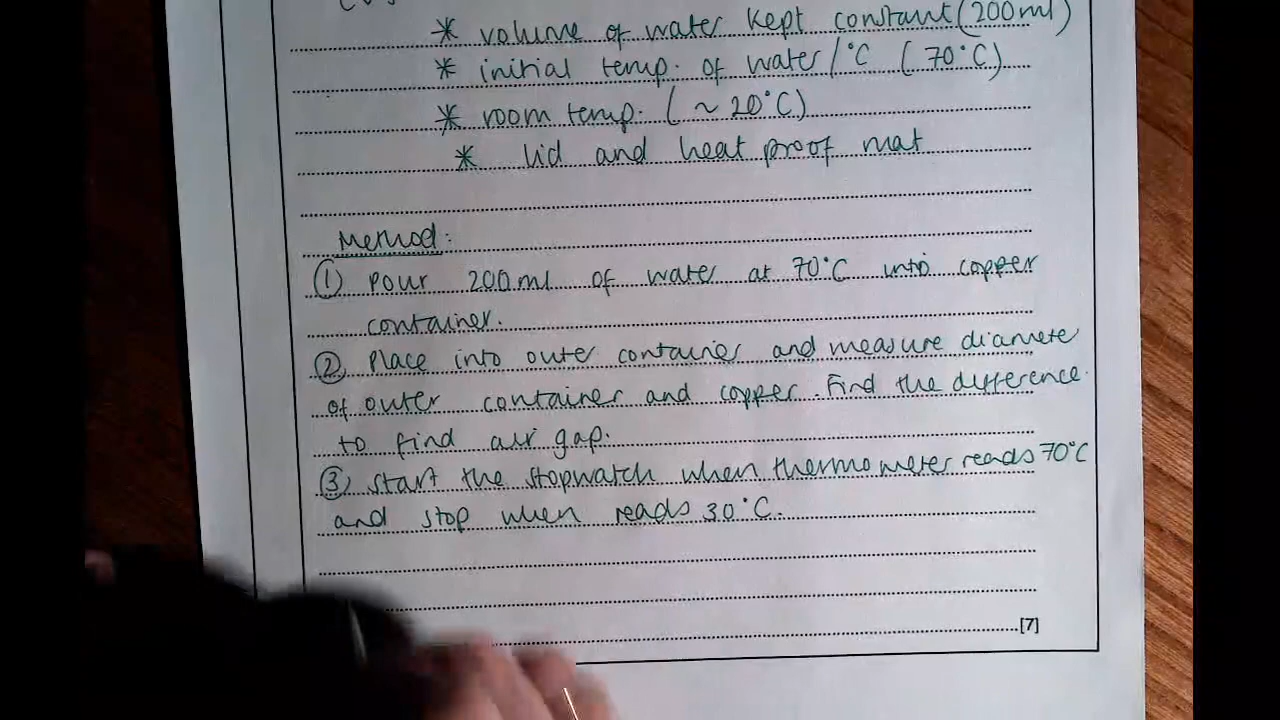 * volume of water kept constant (200ml)
* initial temp. of water / °C (70°C)
* room temp. (~20°C)
* lid and heat proof mat
Method:
① Pour 200ml of water at 70°C into copper
container.
② Place into outer container and measure diameter
of outer container and copper. Find the difference
to find air gap.
③ Start the stopwatch when thermometer reads 70°C
and stop when reads 30°C.
[7]